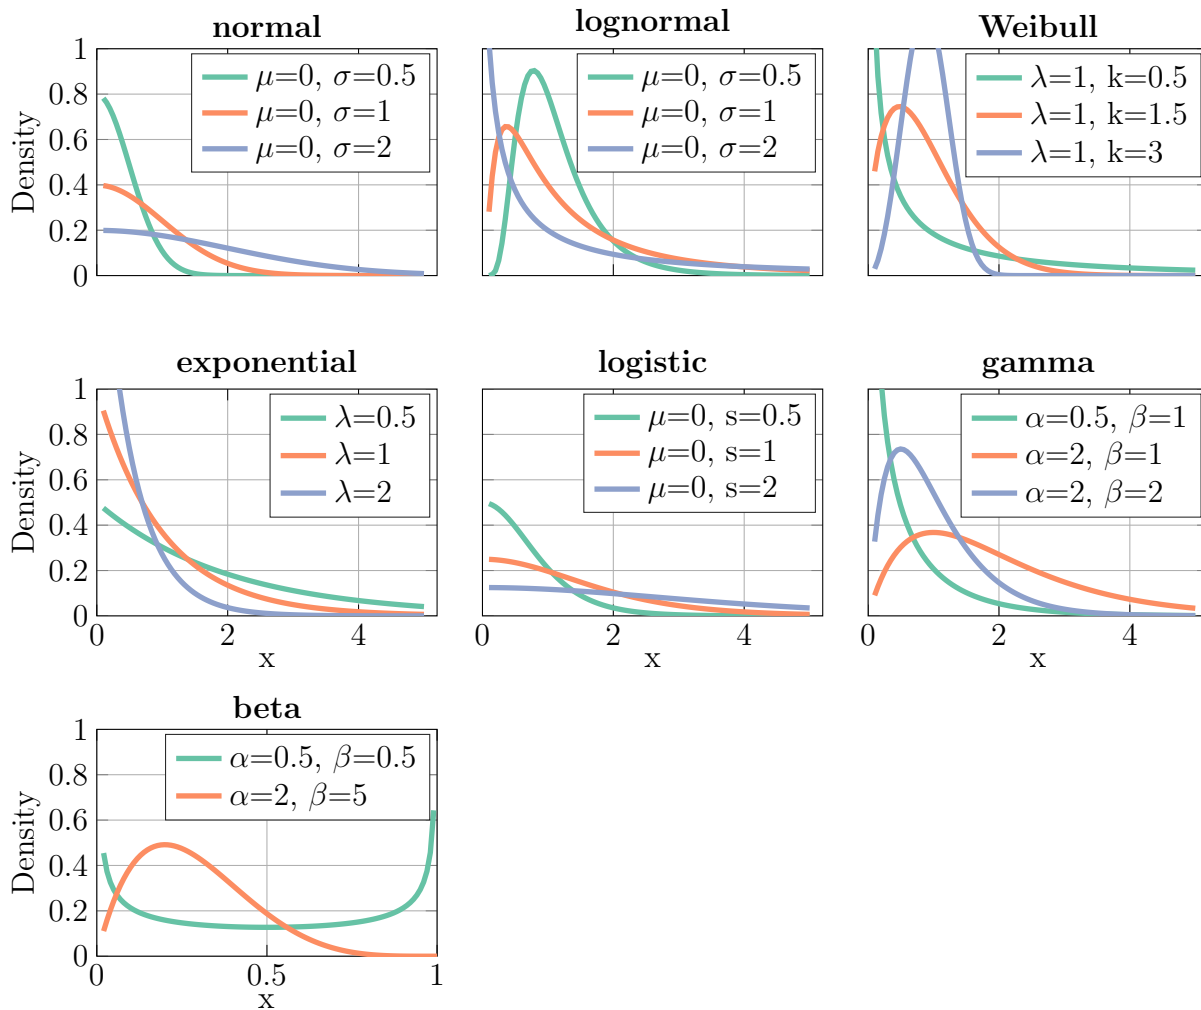 normal
1
0.8
0.6
0.4
0.2
0
Density
μ=0, σ=0.5
μ=0, σ=1
μ=0, σ=2
lognormal
μ=0, σ=0.5
μ=0, σ=1
μ=0, σ=2
Weibull
λ=1, k=0.5
λ=1, k=1.5
λ=1, k=3
exponential
1
0.8
0.6
0.4
0.2
0
Density
λ=0.5
λ=1
λ=2
0 2 4
x
logistic
μ=0, s=0.5
μ=0, s=1
μ=0, s=2
0 2 4
x
gamma
α=0.5, β=1
α=2, β=1
α=2, β=2
0 2 4
x
beta
1
0.8
0.6
0.4
0.2
0
Density
α=0.5, β=0.5
α=2, β=5
0 0.5 1
x